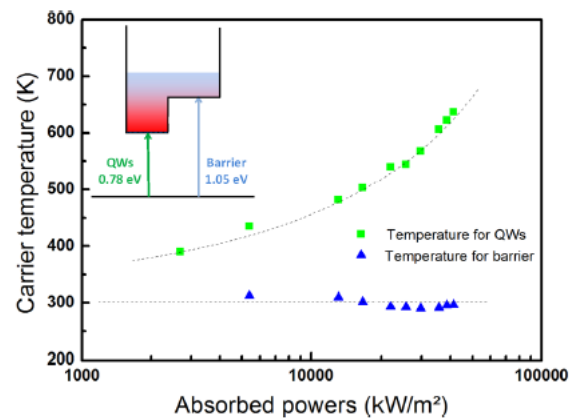 800
700
600
500
400
300
200
Carrier temperature (K)
QWs
0.78 eV
Barrier
1.05 eV
Temperature for QWs
Temperature for barrier
1000
10000
100000
Absorbed powers (kW/m²)